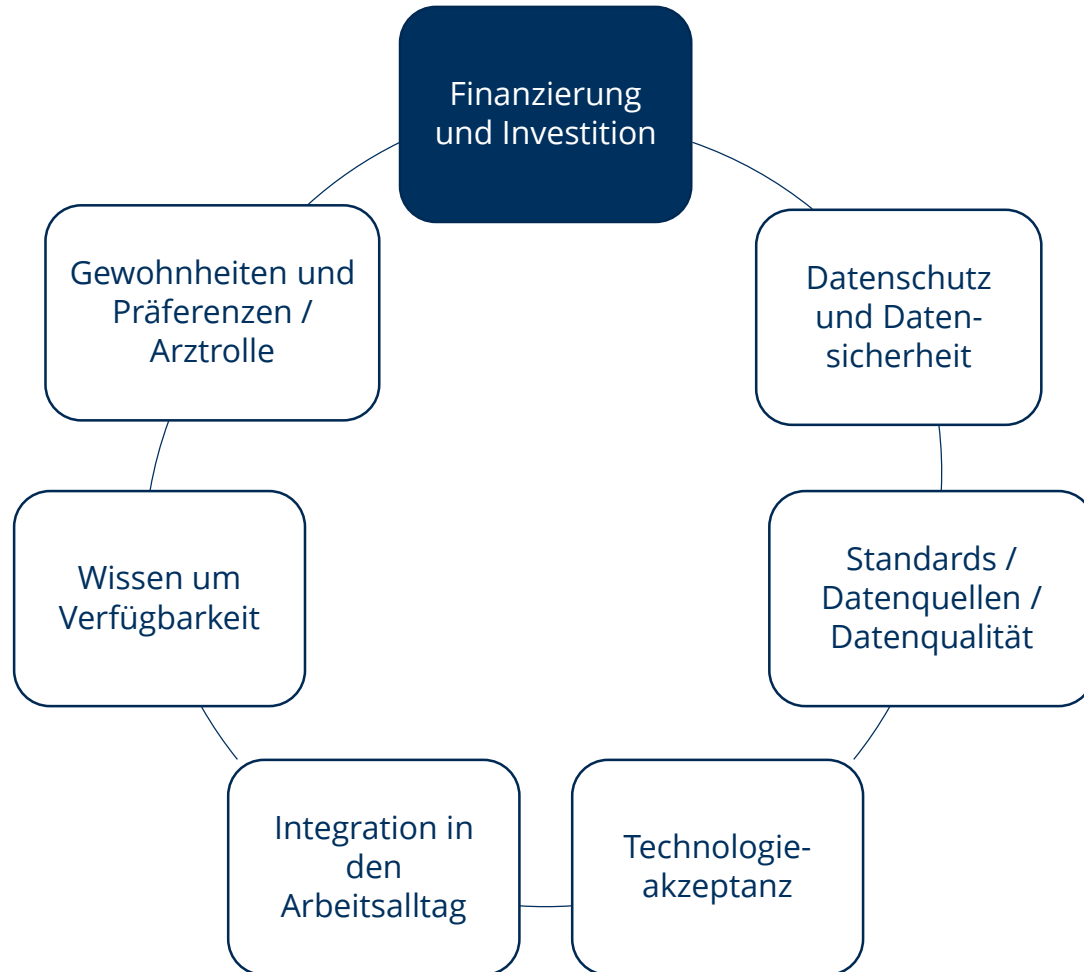 Finanzierung
und Investition
Datenschutz
und Daten-
sicherheit
Standards /
Datenquellen /
Datenqualität
Technologie-
akzeptanz
Integration in
den
Arbeitsalltag
Wissen um
Verfügbarkeit
Gewohnheiten und
Präferenzen /
Arztrolle